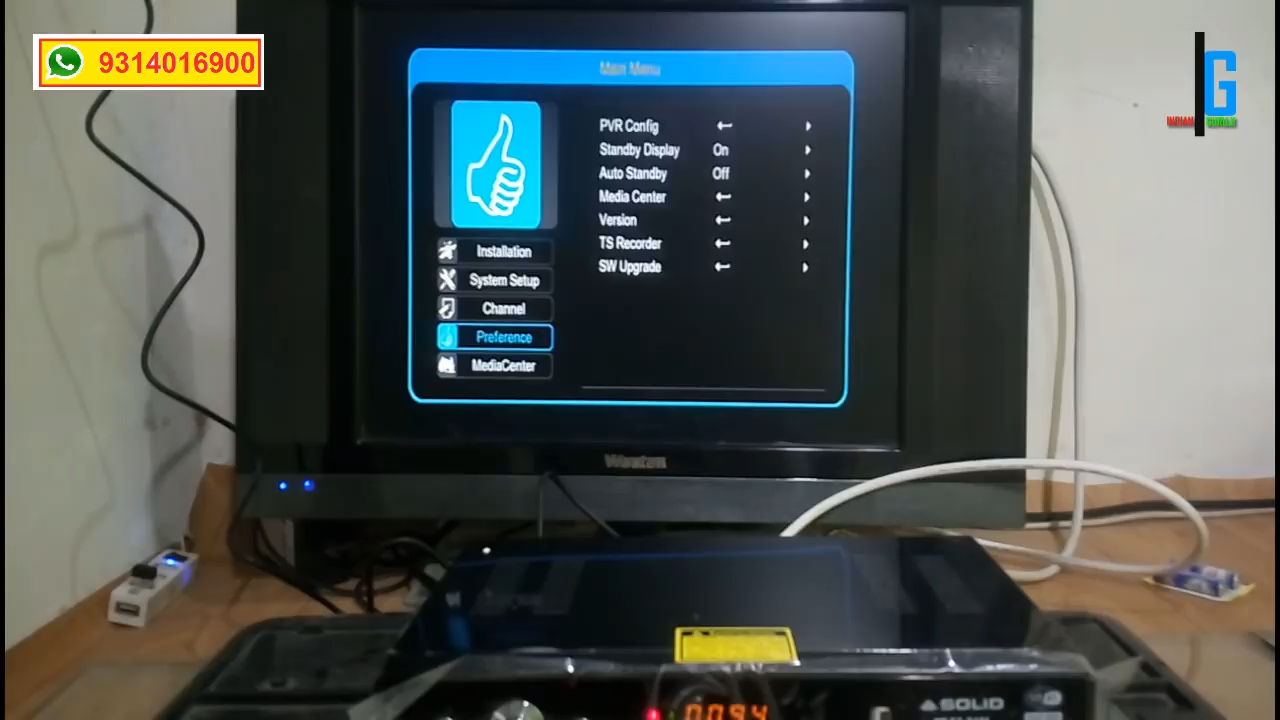 9314016900
Main Menu
PVR Config
Standby Display On
Auto Standby Off
Media Center
Version
TS Recorder
SW Upgrade
Installation
System Setup
Channel
Preference
MediaCenter
Weston
0094
SOLID